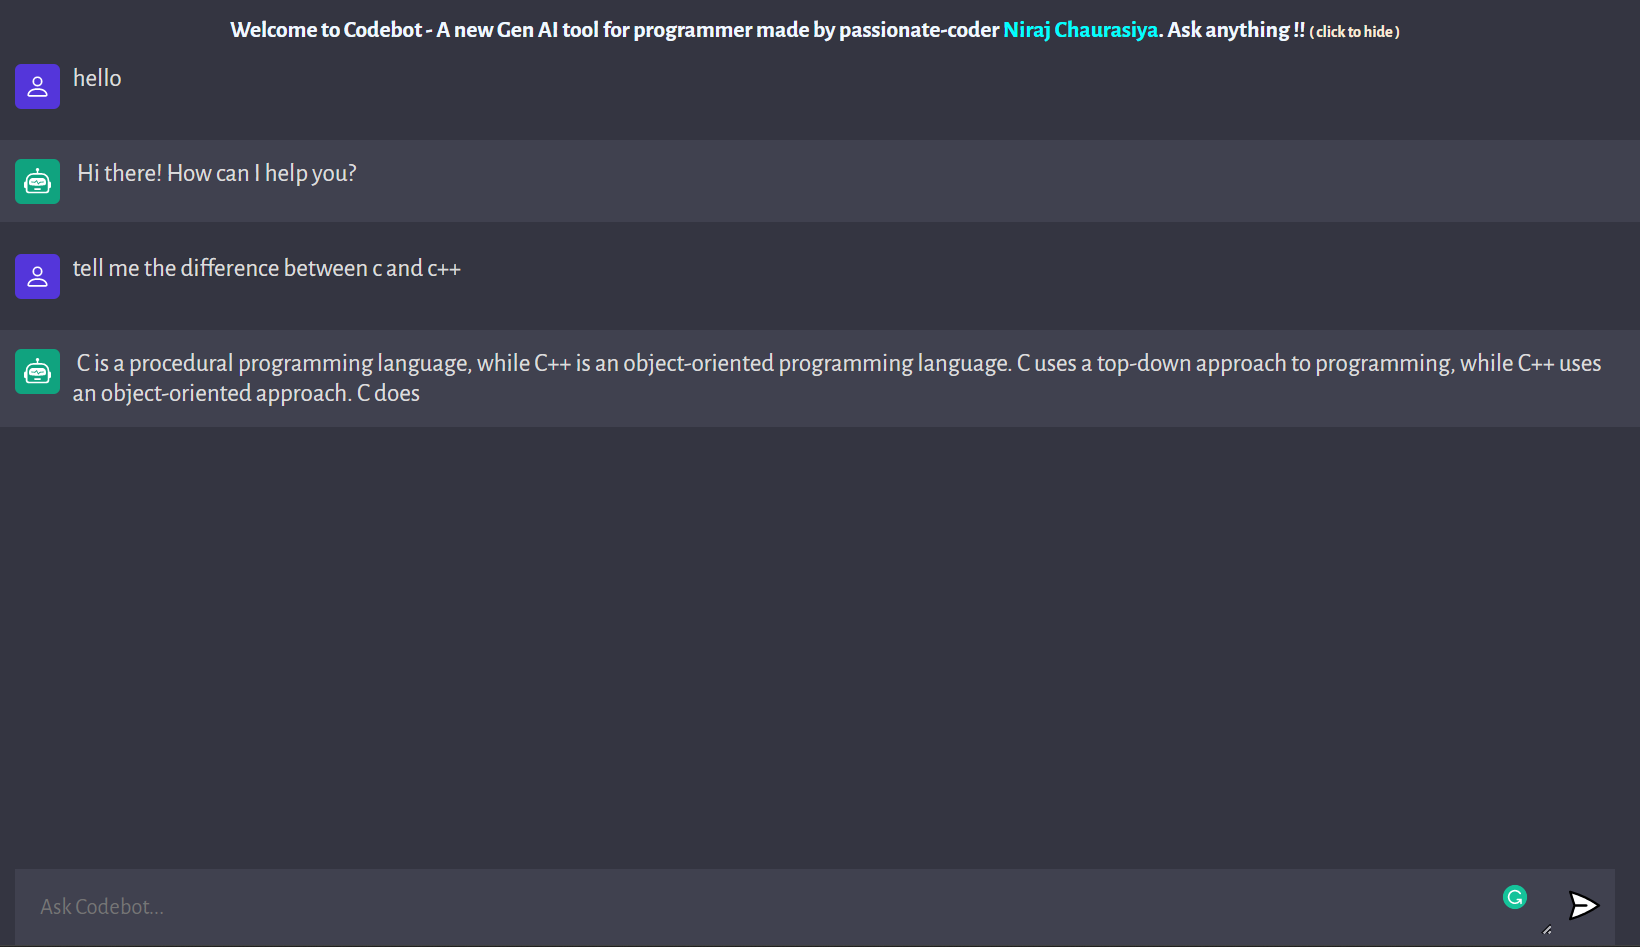 Welcome to Codebot - A new Gen AI tool for programmer made by passionate-coder Niraj Chaurasiya. Ask anything !! ( click to hide )
hello
Hi there! How can I help you?
tell me the difference between c and c++
C is a procedural programming language, while C++ is an object-oriented programming language. C uses a top-down approach to programming, while C++ uses
an object-oriented approach. C does
Ask Codebot...